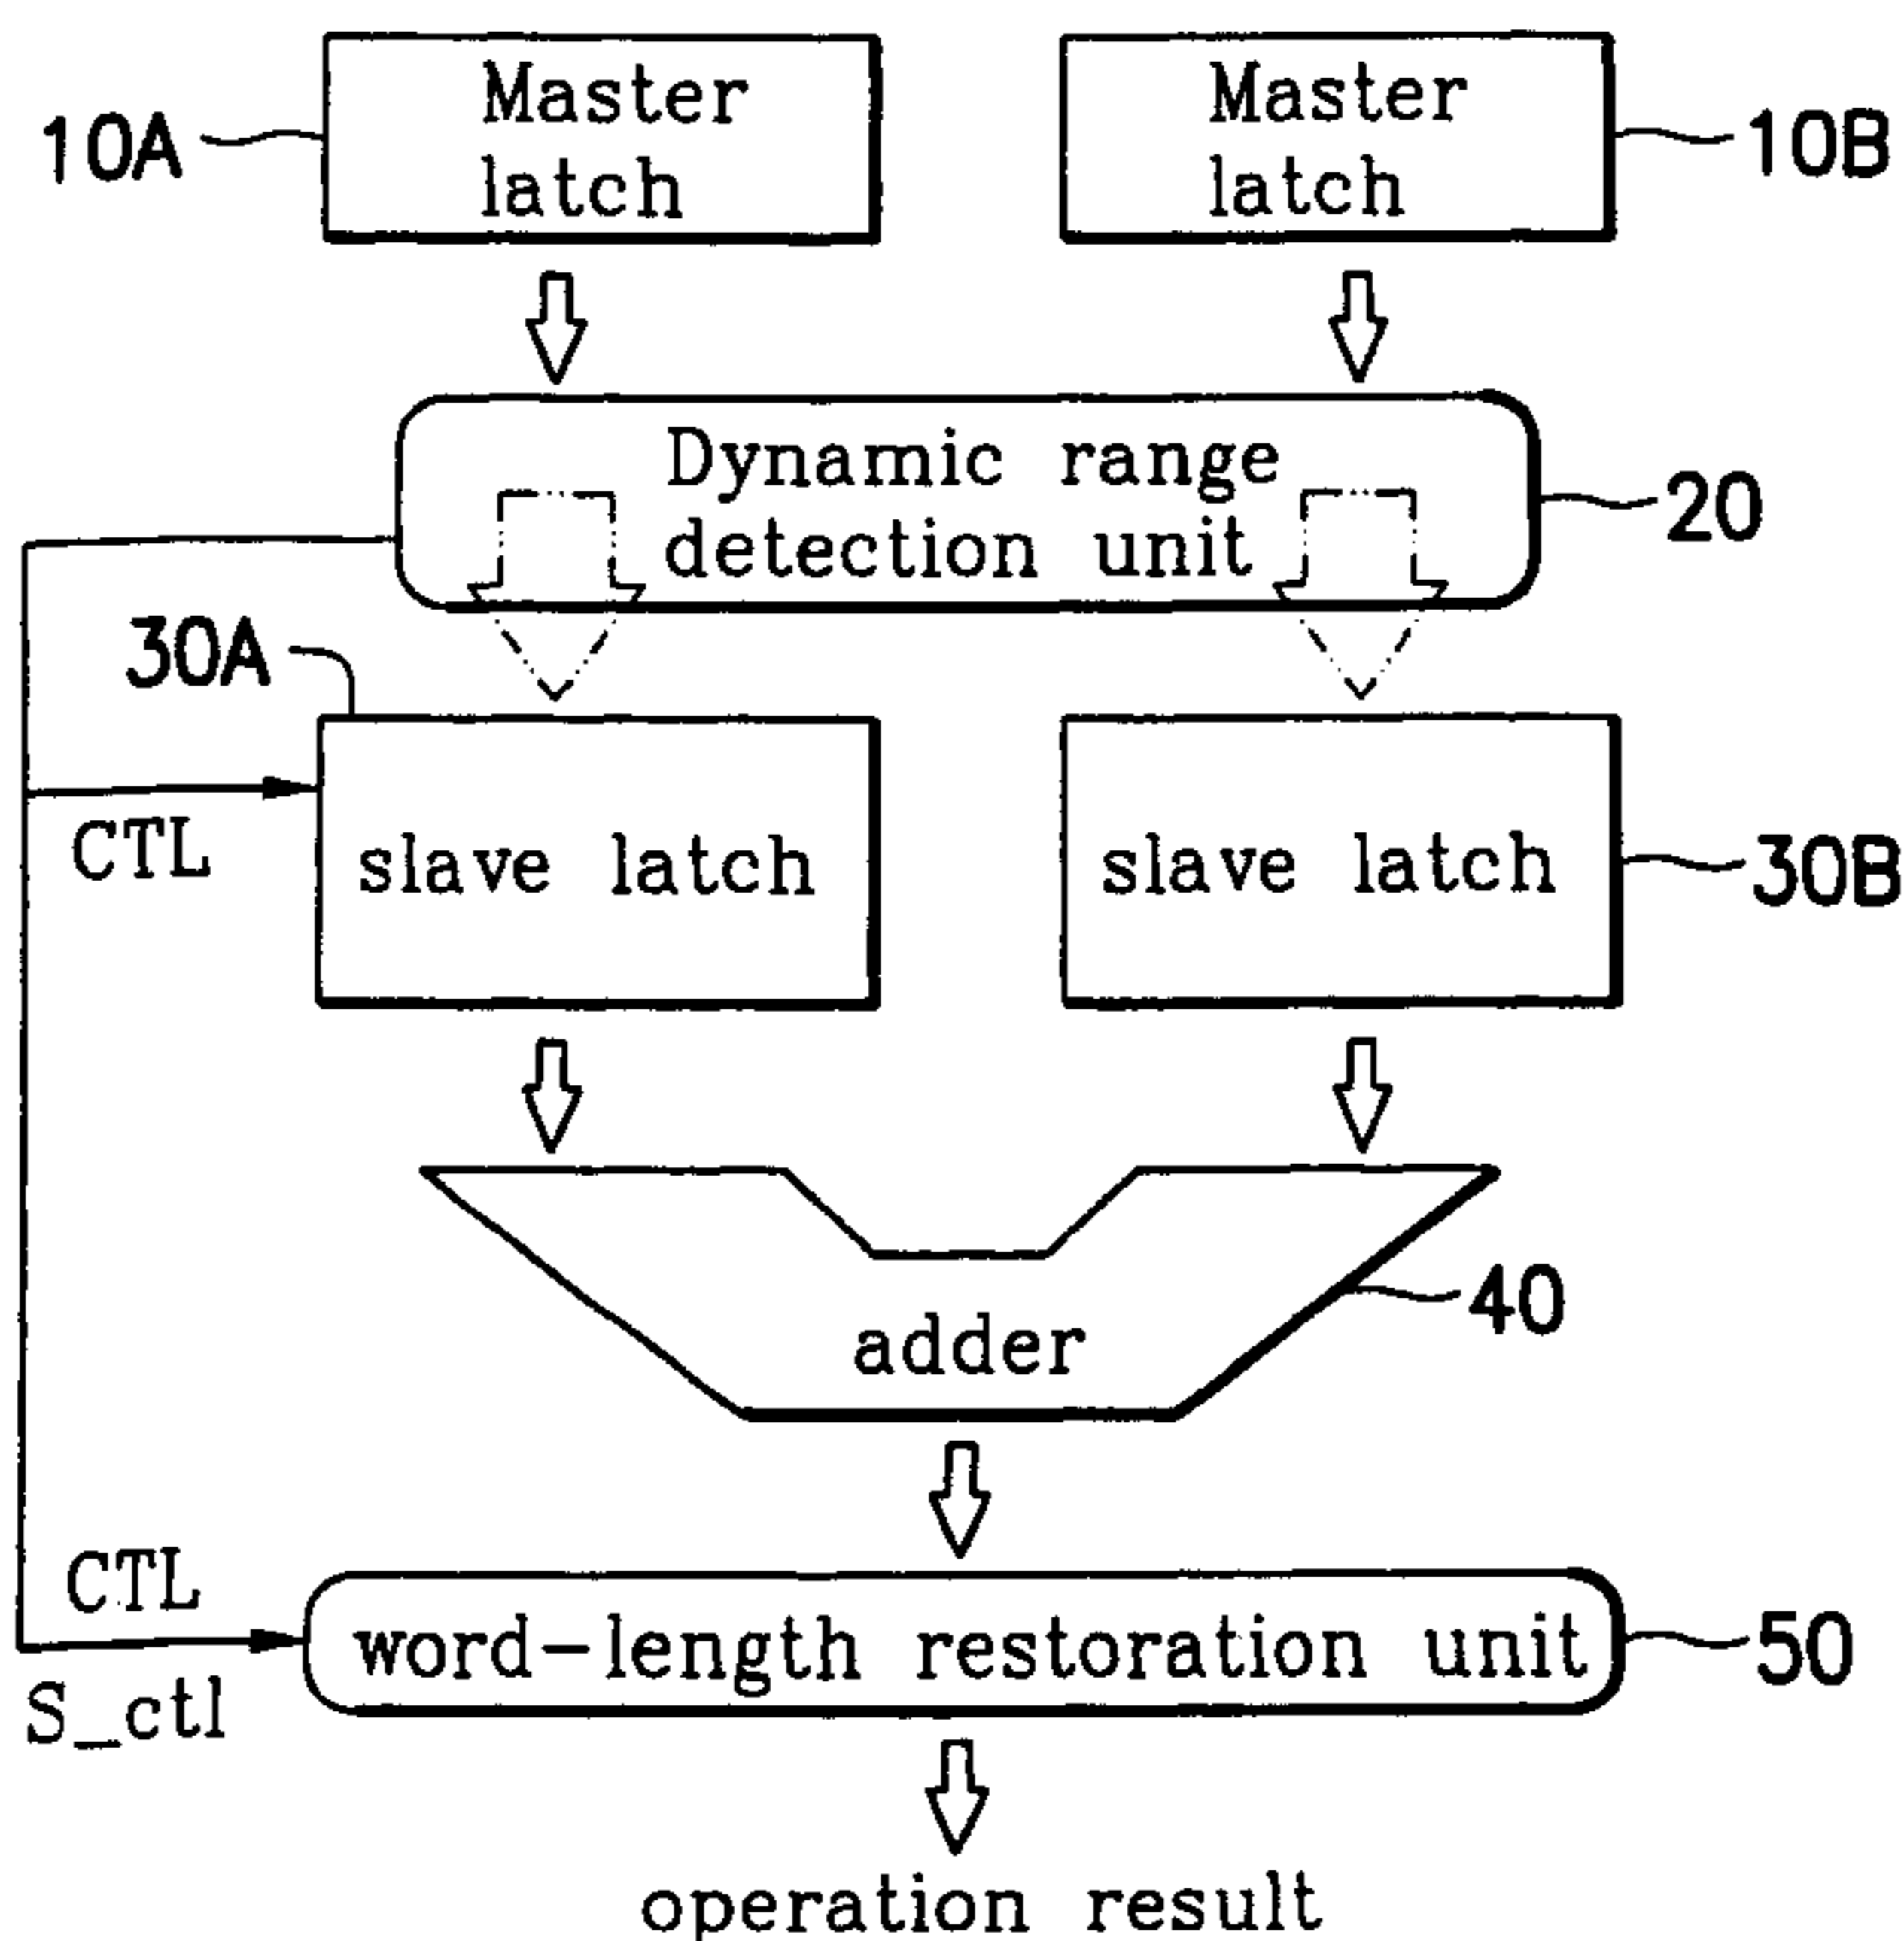 Master
latch
Master
latch
10A
10B
Dynamic range
detection unit
20
30A
CTL
slave latch
slave latch
30B
adder
40
CTL
S_ctl
word-length restoration unit
50
operation result